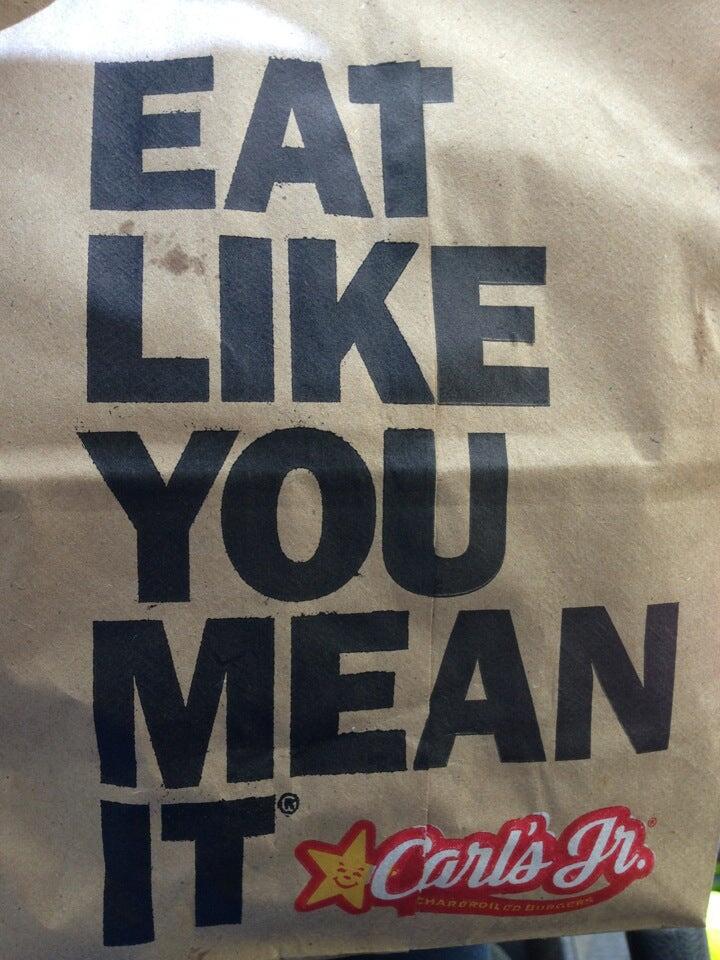 EAT
LIKE
YOU
MEAN
IT®
Carl's Jr.®
CHARBROILED BURGERS